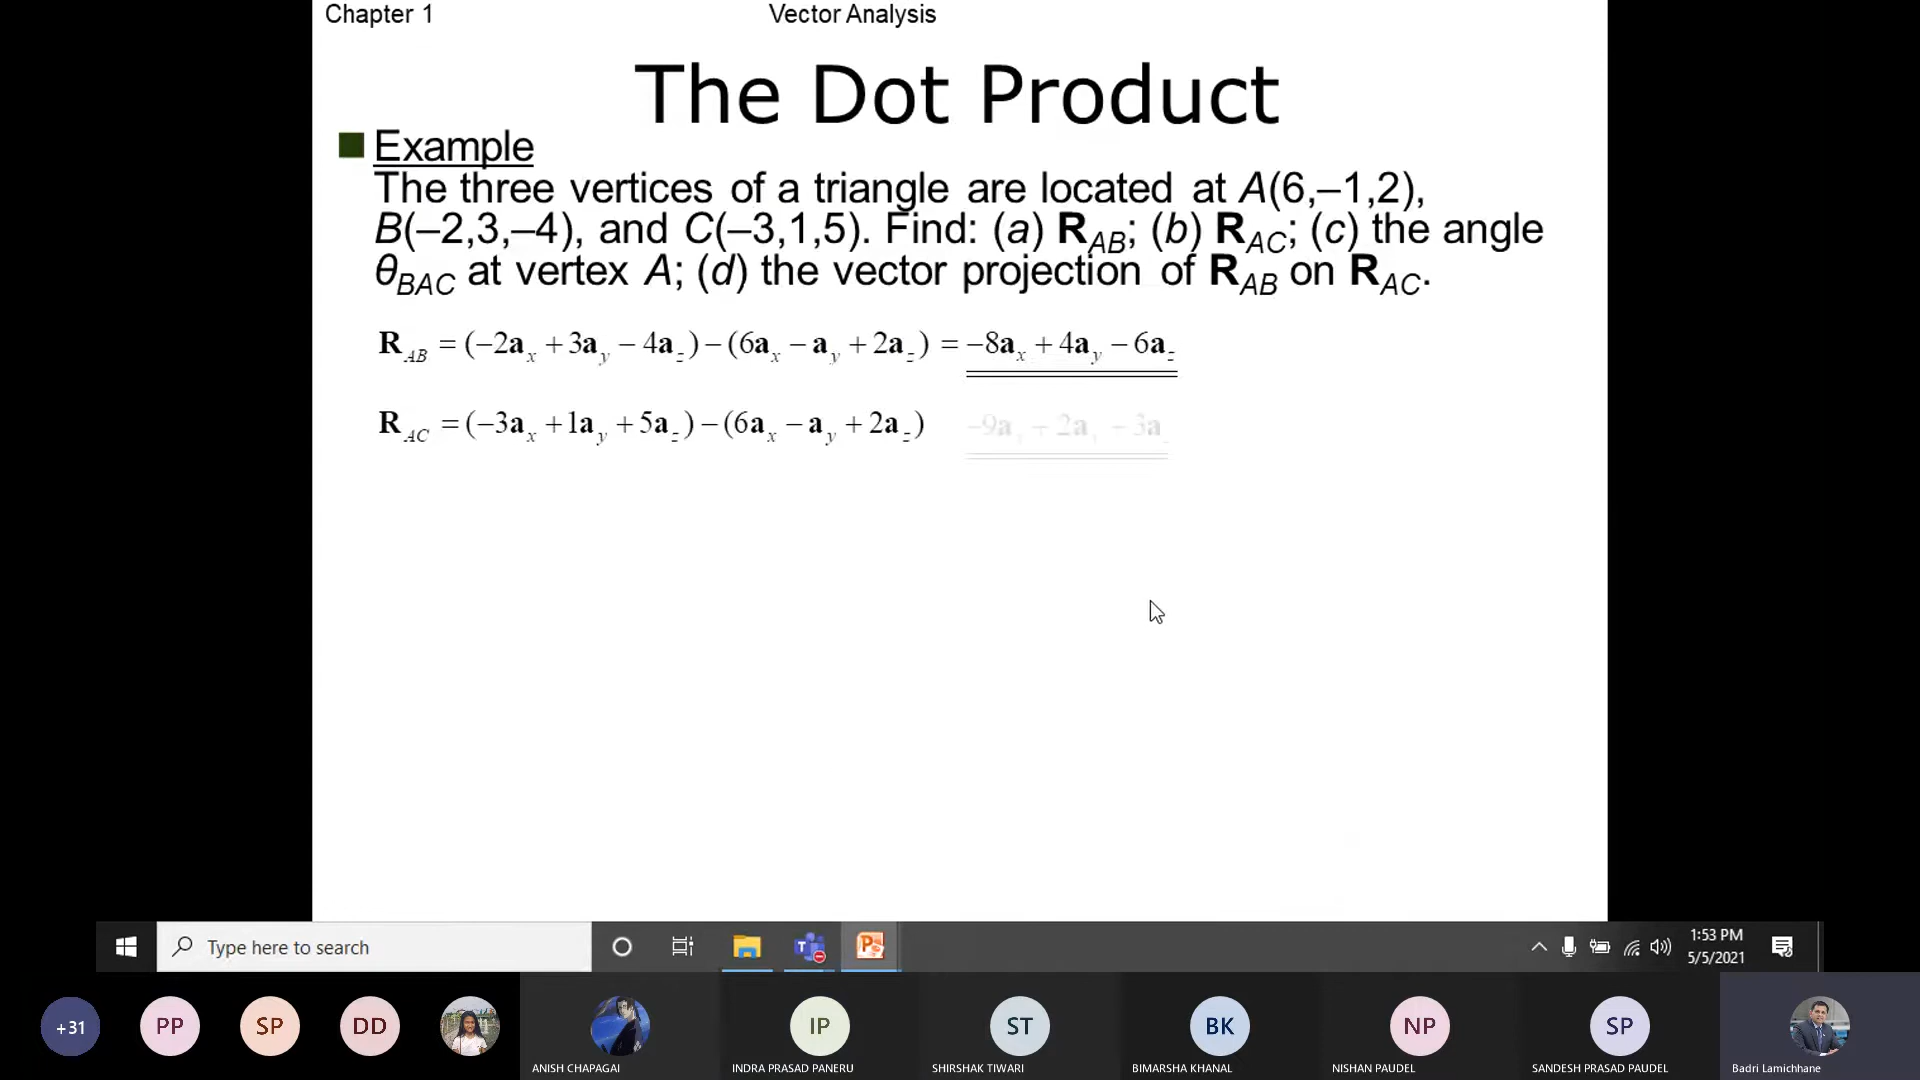 Chapter 1
Vector Analysis
The Dot Product
Example
The three vertices of a triangle are located at A(6,–1,2),
B(–2,3,–4), and C(–3,1,5). Find: (a) R_AB; (b) R_AC; (c) the angle
θ_BAC at vertex A; (d) the vector projection of R_AB on R_AC.
R_AB = (−2a_x + 3a_y − 4a_z) − (6a_x − a_y + 2a_z) = −8a_x + 4a_y − 6a_z
R_AC = (−3a_x + 1a_y + 5a_z) − (6a_x − a_y + 2a_z) −9a + 2a + 3a
Type here to search
1:53 PM
5/5/2021
+31
PP
SP
DD
IP
ST
BK
NP
SP
ANISH CHAPAGAI
INDRA PRASAD PANERU
SHIRSHAK TIWARI
BIMARSHA KHANAL
NISHAN PAUDEL
SANDESH PRASAD PAUDEL
Badri Lamichhane